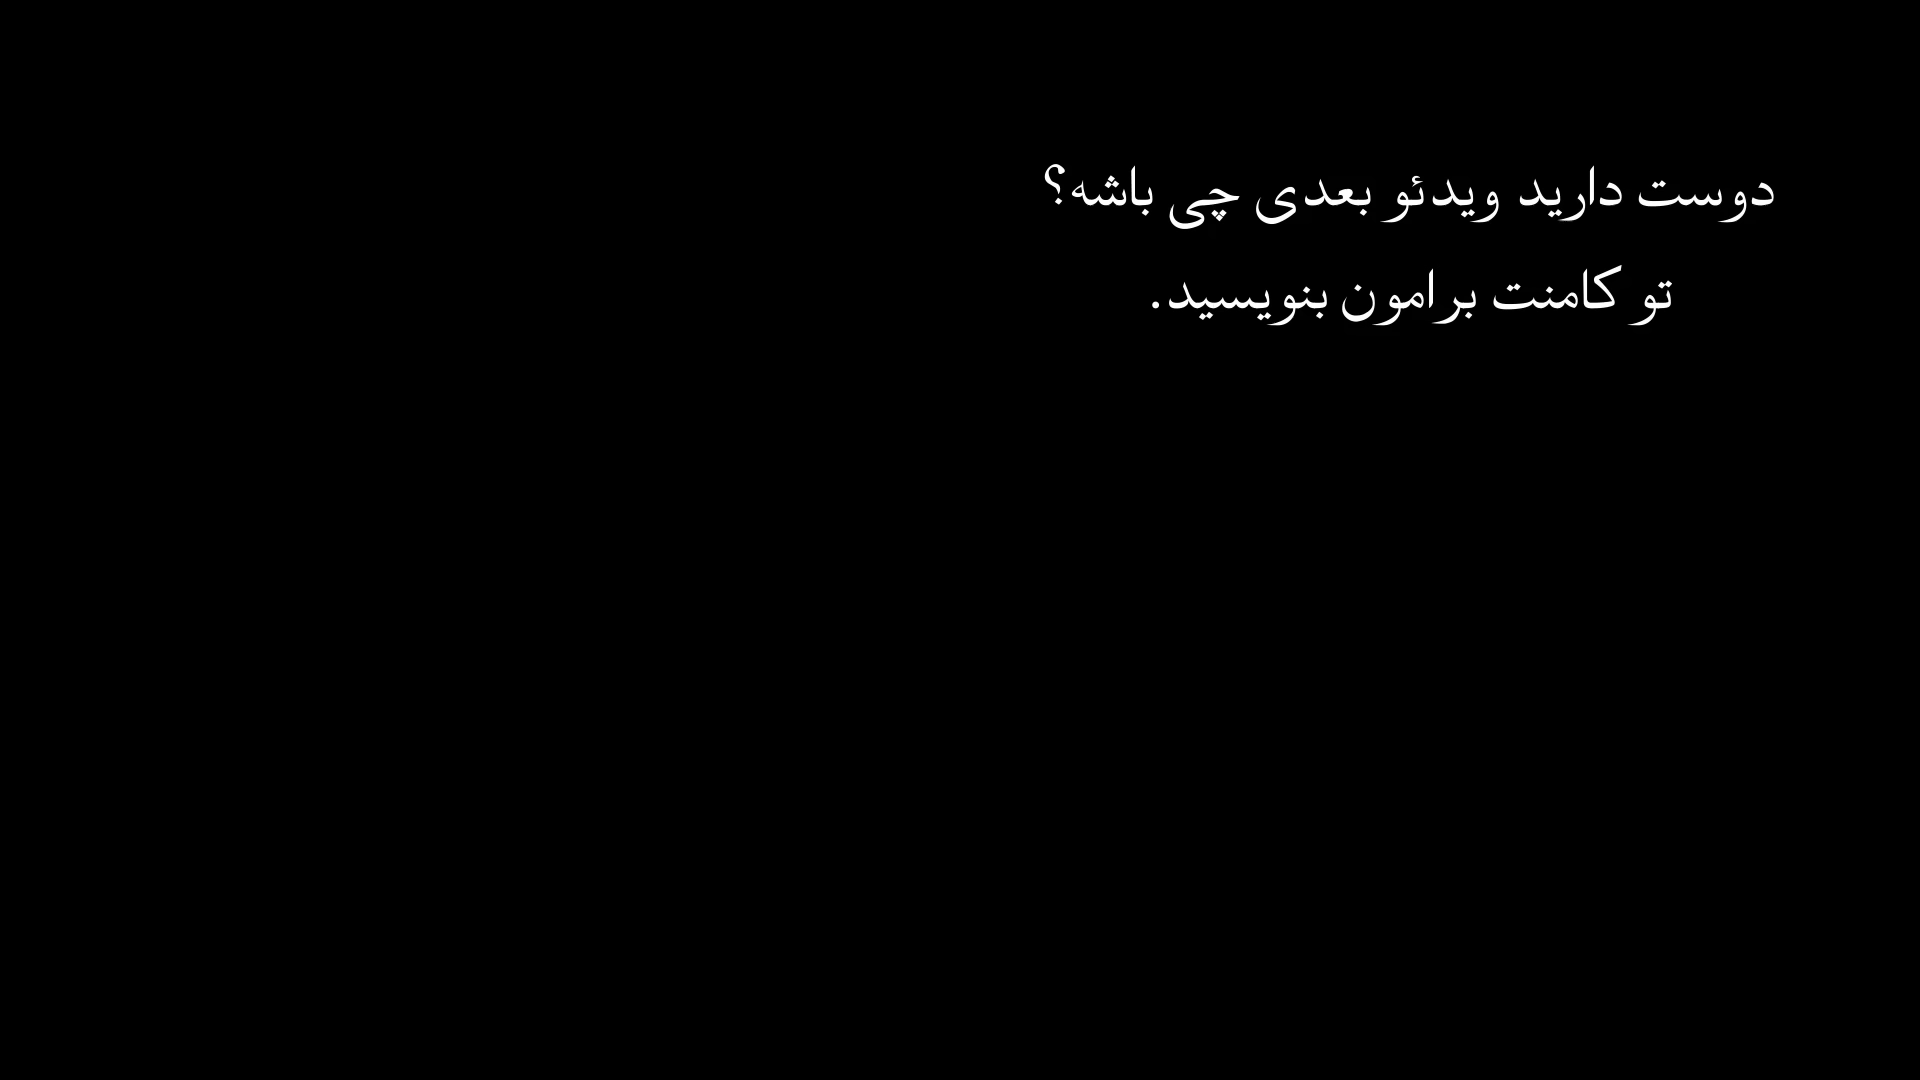 دوست دارید ویدئو بعدی چی باشه؟
تو کامنت برامون بنویسید.